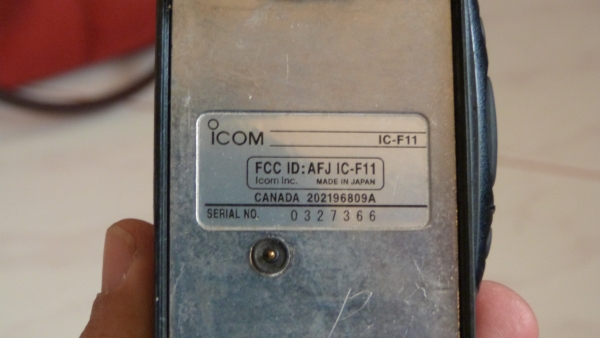 ICOM IC-F11
FCC ID: AFJ IC-F11
Icom Inc. MADE IN JAPAN
CANADA 202196809A
SERIAL NO. 0327366